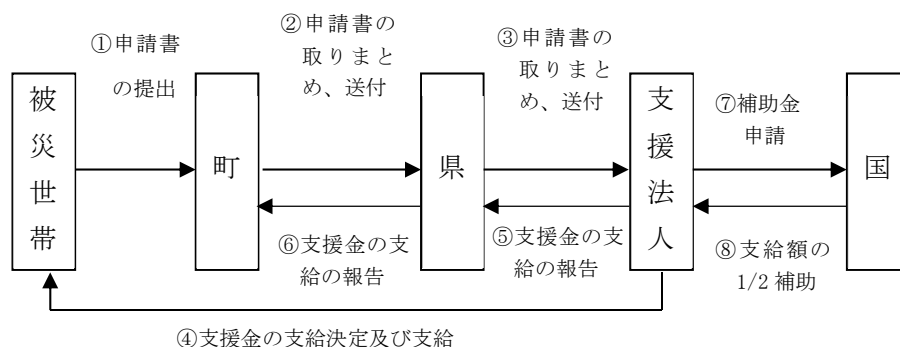 ①申請書
の提出
②申請書の
取りまと
め、送付
③申請書の
取りまと
め、送付
被災世帯
町
県
支援法人
⑦補助金
申請
国
⑥支援金の支
給の報告
⑤支援金の支
給の報告
⑧支給額の
1/2 補助
④支援金の支給決定及び支給